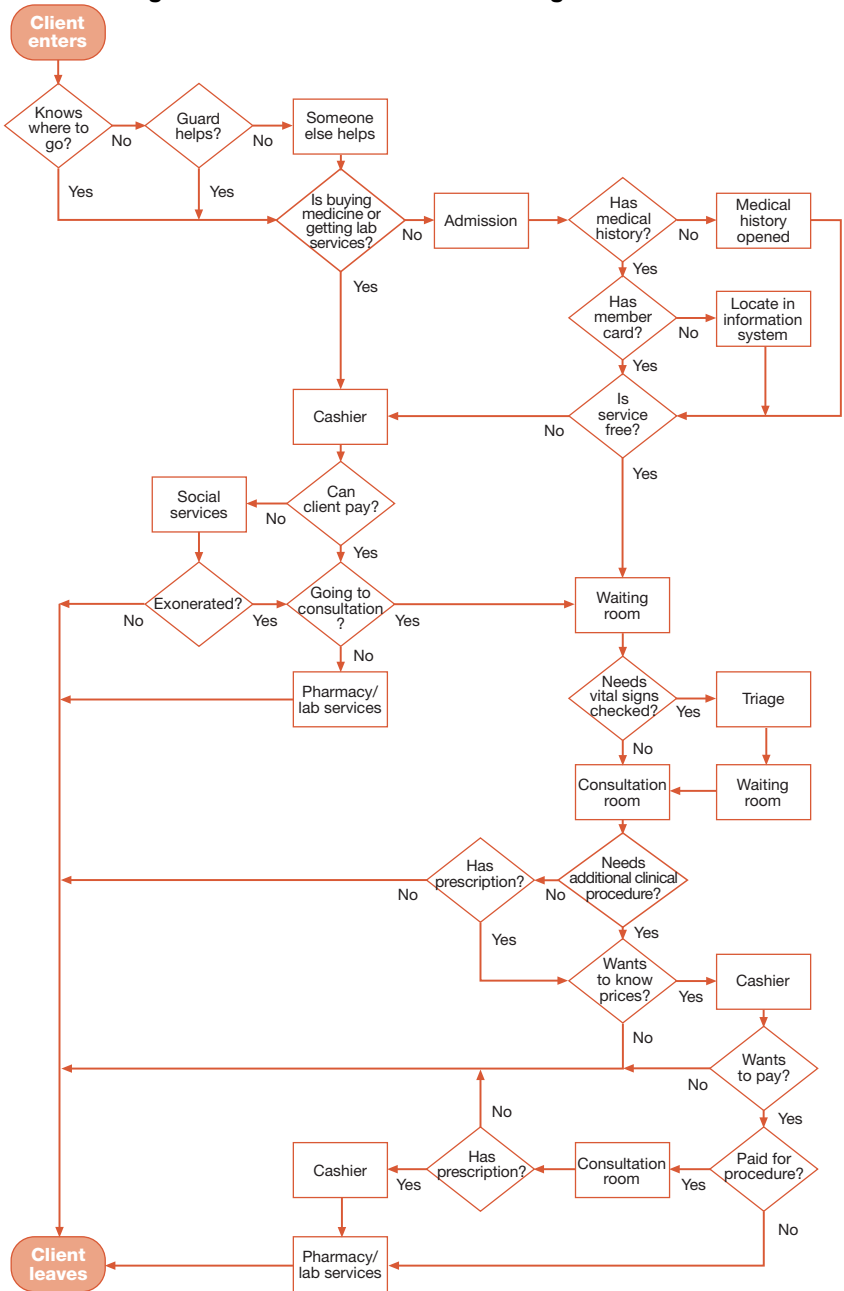 Client
enters
Knows
where to
go?
No
Guard
helps?
No
Someone
else helps
Yes
Yes
Is buying
medicine or
getting lab
services?
No
Admission
Has
medical
history?
No
Medical
history
opened
Yes
Yes
Has
member
card?
No
Locate in
information
system
Yes
Cashier
Is
service
free?
No
Yes
Social
services
No
Can
client pay?
Yes
Exonerated?
No
Yes
Going to
consultation
?
Yes
Waiting
room
No
Pharmacy/
lab services
Needs
vital signs
checked?
Yes
Triage
No
Consultation
room
Waiting
room
Has
prescription?
No
Needs
additional clinical
procedure?
No
Yes
Yes
Wants
to know
prices?
Yes
Cashier
No
Wants
to pay?
No
Yes
No
Cashier
Has
prescription?
Yes
Consultation
room
Paid for
procedure?
Yes
No
Client
leaves
Pharmacy/
lab services